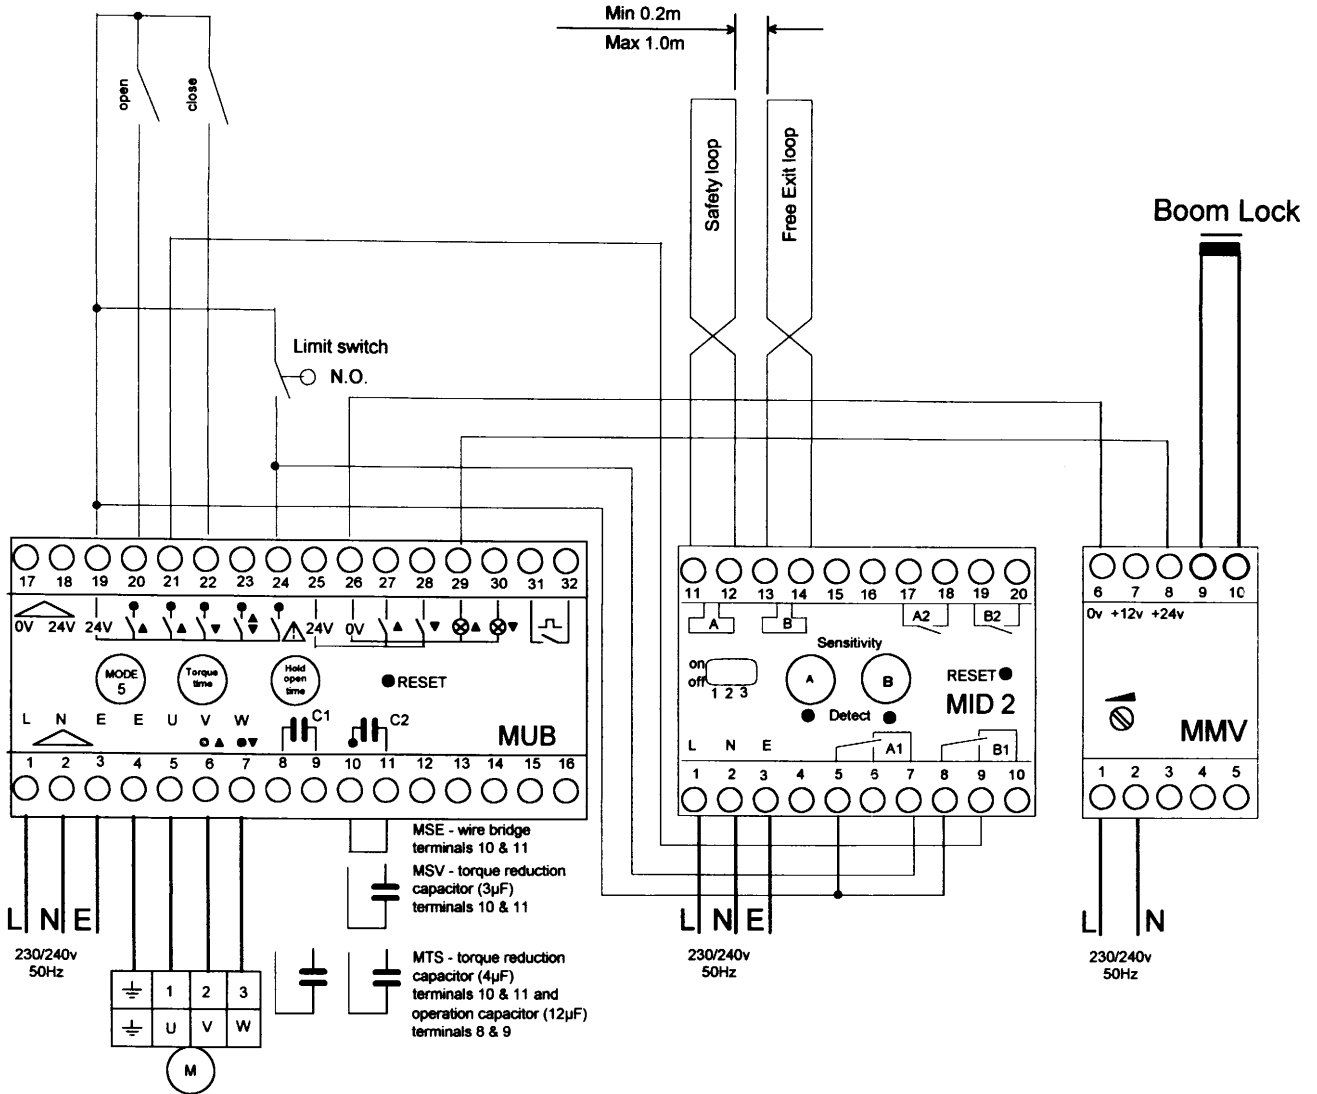 Min 0.2m
Max 1.0m
open
close
Safety loop
Free Exit loop
Boom Lock
Limit switch
N.O.
17 18 19 20 21 22 23 24 25 26 27 28 29 30 31 32
0V 24V 24V 24V 0V
MODE
5
Torque
time
Hold
open
time
RESET
L N E E U V W
C1
C2
MUB
1 2 3 4 5 6 7 8 9 10 11 12 13 14 15 16
11 12 13 14 15 16 17 18 19 20
A B A2 B2
Sensitivity
on
off
1 2 3
A B
RESET
Detect
MID 2
L N E
A1 B1
1 2 3 4 5 6 7 8 9 10
6 7 8 9 10
0v +12v +24v
MMV
1 2 3 4 5
MSE - wire bridge
terminals 10 & 11
MSV - torque reduction
capacitor (3µF)
terminals 10 & 11
MTS - torque reduction
capacitor (4µF)
terminals 10 & 11 and
operation capacitor (12µF)
terminals 8 & 9
L N E
230/240v
50Hz
L N E
230/240v
50Hz
L N
230/240v
50Hz
1 2 3
U V W
M